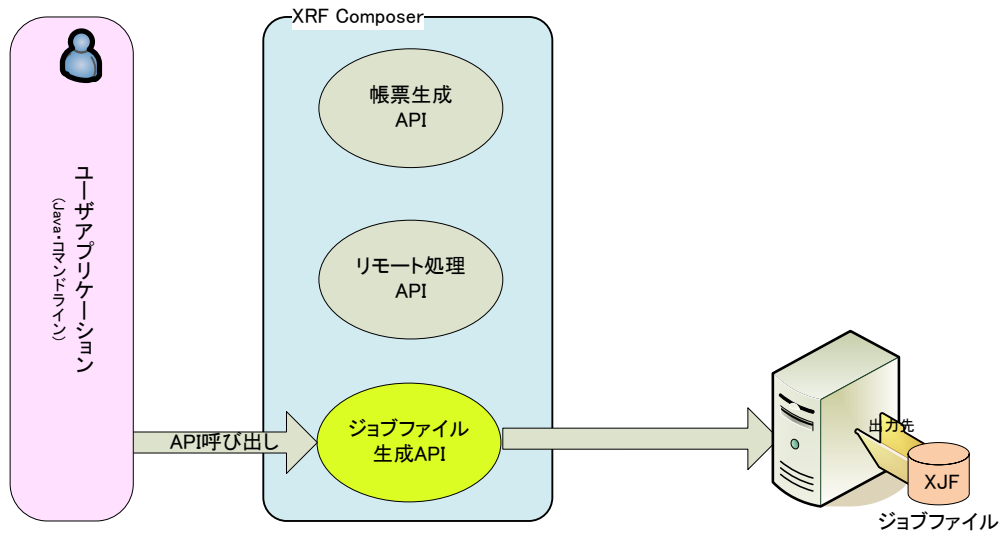 XRF Composer
帳票生成
API
リモート処理
API
ユーザアプリケーション
(Java・コマンドライン)
API呼び出し
ジョブファイル
生成API
出力先
XJF
ジョブファイル